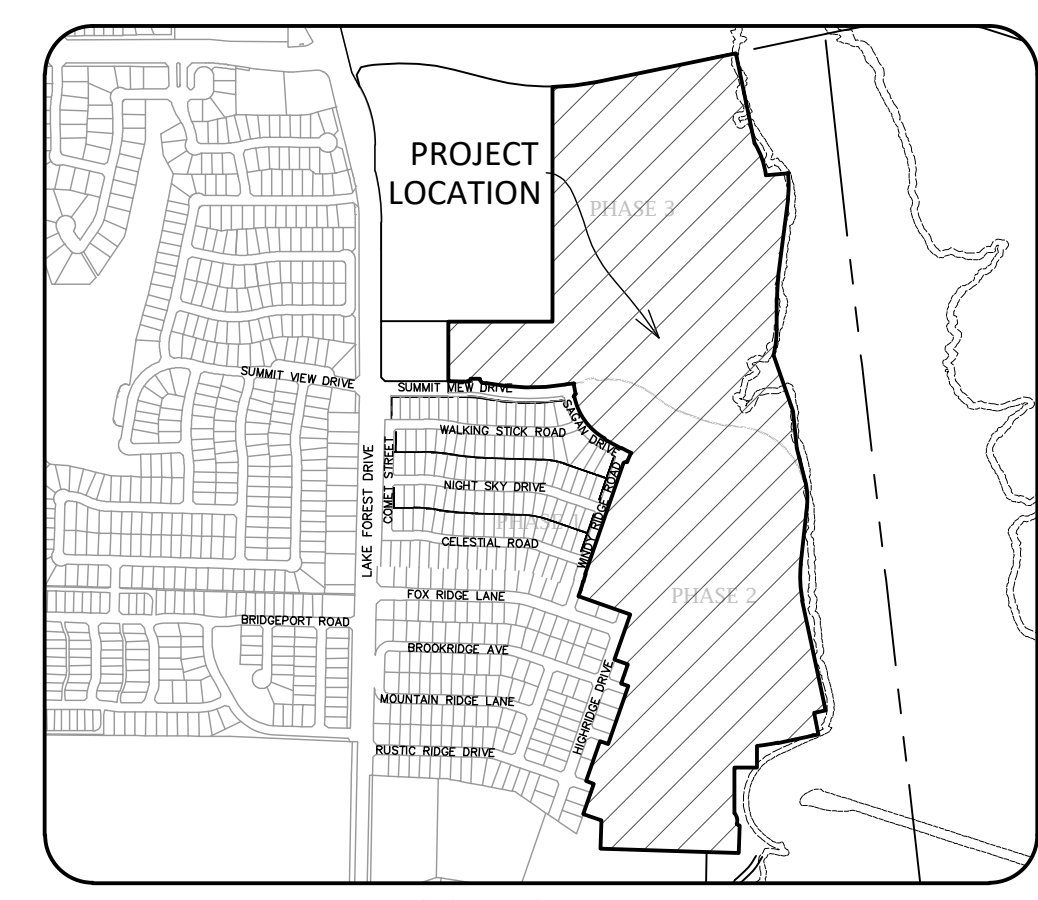 PROJECT
LOCATION
PHASE 3
SUMMIT VIEW DRIVE
SUMMIT VIEW DRIVE
SAGAN DRIVE
WALKING STICK ROAD
LAKE FOREST DRIVE
COMET STREET
NIGHT SKY DRIVE
WINDY RIDGE ROAD
PHASE
CELESTIAL ROAD
FOX RIDGE LANE
PHASE 2
BRIDGEPORT ROAD
BROOKRIDGE AVE
MOUNTAIN RIDGE LANE
HIGHRIDGE DRIVE
RUSTIC RIDGE DRIVE